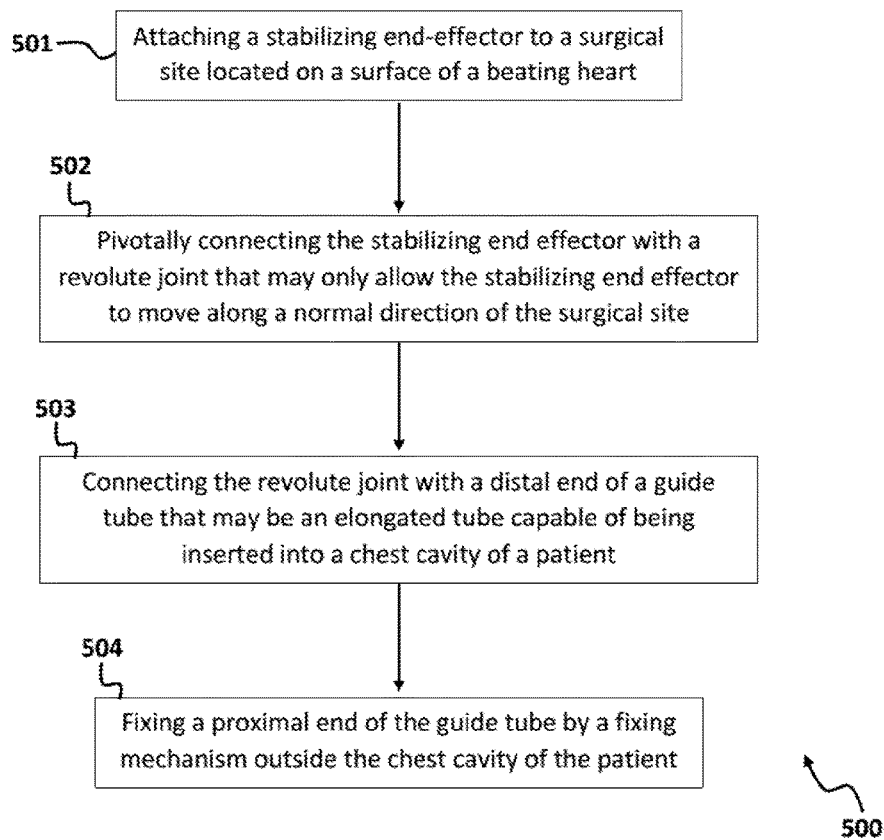 501
Attaching a stabilizing end-effector to a surgical
site located on a surface of a beating heart
502
Pivotally connecting the stabilizing end effector with a
revolute joint that may only allow the stabilizing end effector
to move along a normal direction of the surgical site
503
Connecting the revolute joint with a distal end of a guide
tube that may be an elongated tube capable of being
inserted into a chest cavity of a patient
504
Fixing a proximal end of the guide tube by a fixing
mechanism outside the chest cavity of the patient
500